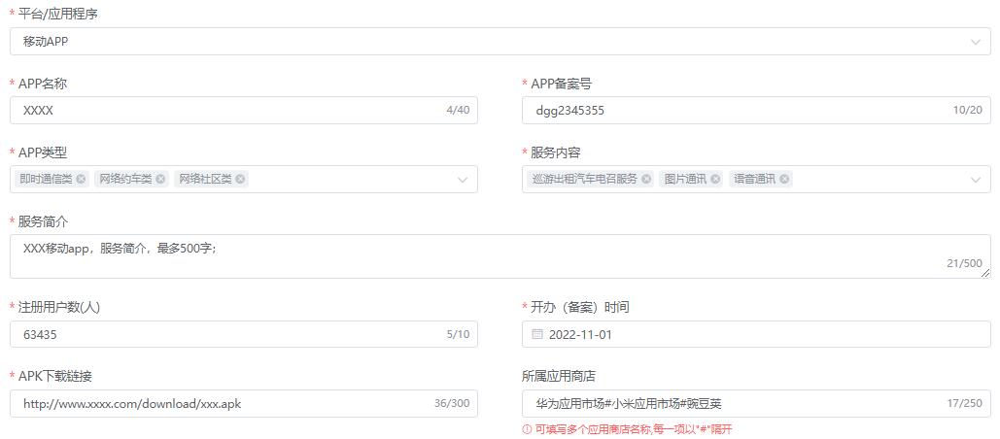 * 平台/应用程序
移动APP
* APP名称
* APP备案号
XXXX 4/40
dgg2345355 10/20
* APP类型
* 服务内容
即时通信类 网络约车类 网络社区类
巡游出租汽车电召服务 图片通讯 语音通讯
* 服务简介
XXX移动app，服务简介，最多500字；
21/500
* 注册用户数(人)
* 开办（备案）时间
63435 5/10
2022-11-01
* APK下载链接
所属应用商店
http://www.xxxx.com/download/xxx.apk 36/300
华为应用市场#小米应用市场#豌豆荚 17/250
可填写多个应用商店名称,每一项以"#"隔开